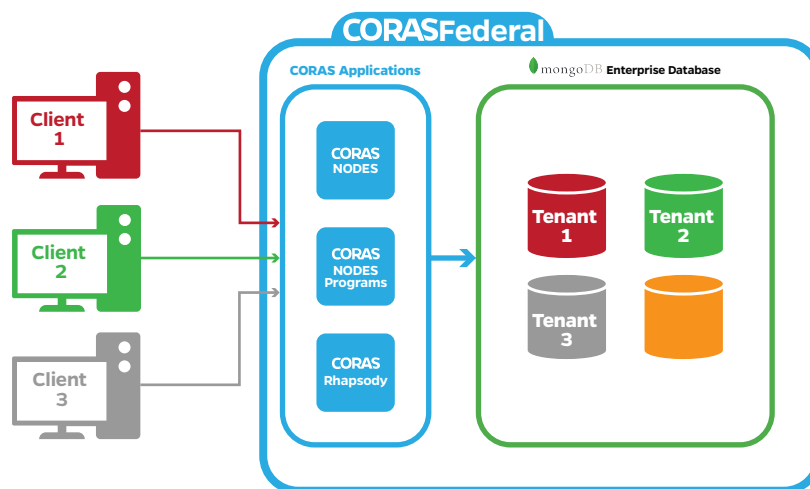 CORASFederal
CORAS Applications
mongoDB Enterprise Database
Client
1
Client
2
Client
3
CORAS
NODES
CORAS
NODES
Programs
CORAS
Rhapsody
Tenant
1
Tenant
2
Tenant
3